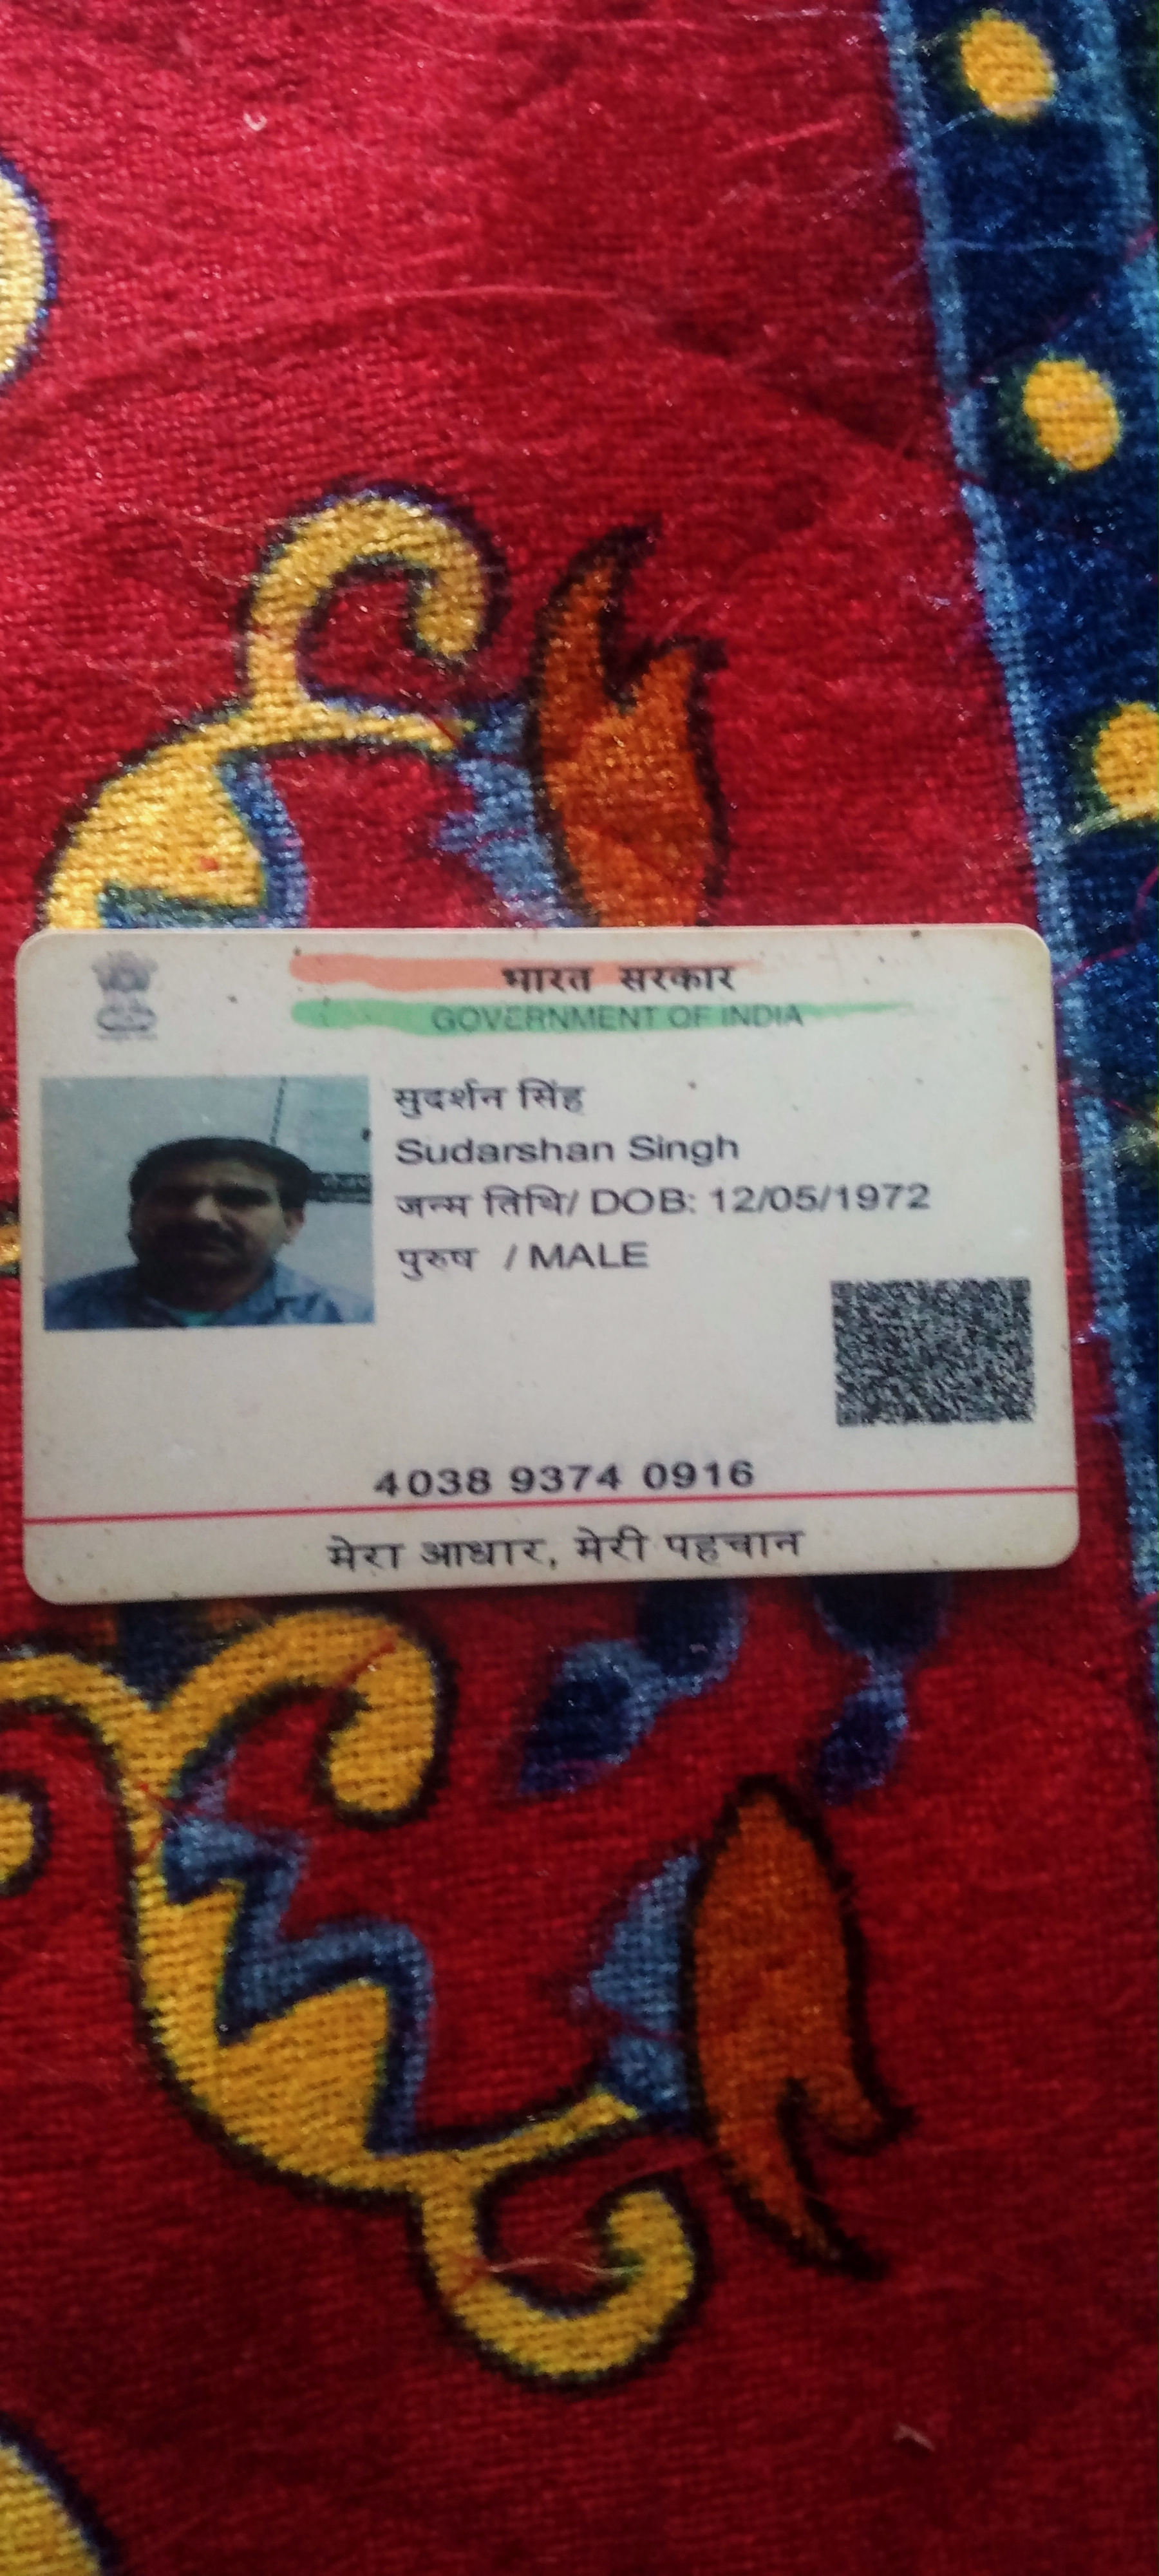 भारत सरकार
GOVERNMENT OF INDIA
सुदर्शन सिंह
Sudarshan Singh
जन्म तिथि/ DOB: 12/05/1972
पुरुष / MALE
4038 9374 0916
मेरा आधार, मेरी पहचान